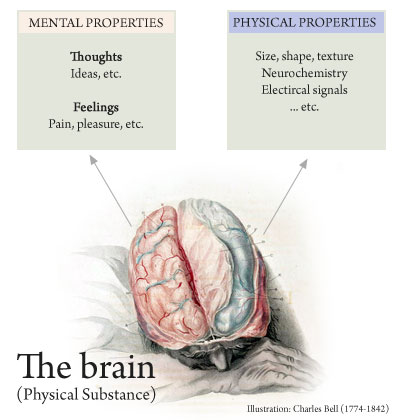 MENTAL PROPERTIES
Thoughts
Ideas, etc.
Feelings
Pain, pleasure, etc.
PHYSICAL PROPERTIES
Size, shape, texture
Neurochemistry
Electircal signals
... etc.
The brain
(Physical Substance)
Illustration: Charles Bell (1774-1842)